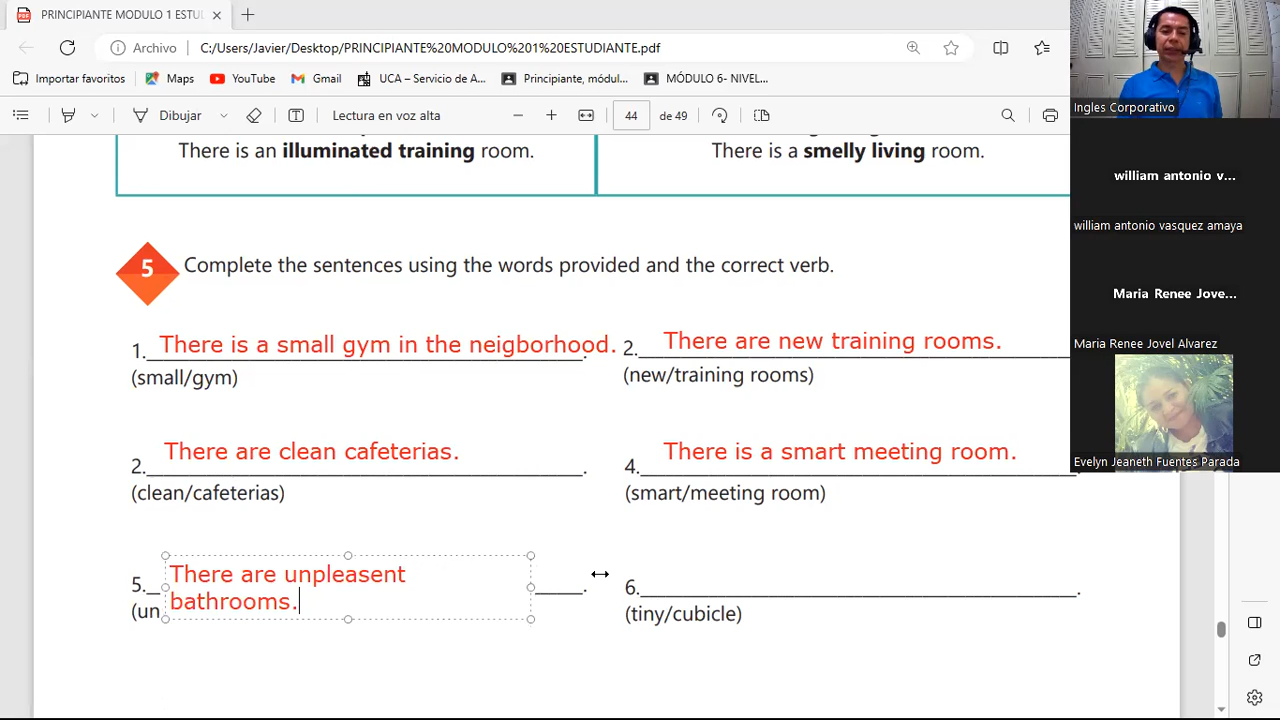 PRINCIPIANTE MODULO 1 ESTU
Archivo
C:/Users/Javier/Desktop/PRINCIPIANTE%20MODULO%201%20ESTUDIANTE.pdf
Importar favoritos
Maps
YouTube
Gmail
UCA – Servicio de A...
Principiante, módul...
MÓDULO 6- NIVEL...
Dibujar
Lectura en voz alta
44
de 49
There is an illuminated training room.
There is a smelly living room.
5
Complete the sentences using the words provided and the correct verb.
1. There is a small gym in the neigborhood.
(small/gym)
2. There are new training rooms.
(new/training rooms)
2. There are clean cafeterias.
(clean/cafeterias)
4. There is a smart meeting room.
(smart/meeting room)
5. There are unpleasent
bathrooms.
(un
6.
(tiny/cubicle)
Ingles Corporativo
william antonio v...
william antonio vasquez amaya
Maria Renee Jove...
Maria Renee Jovel Alvarez
Evelyn Jeaneth Fuentes Parada